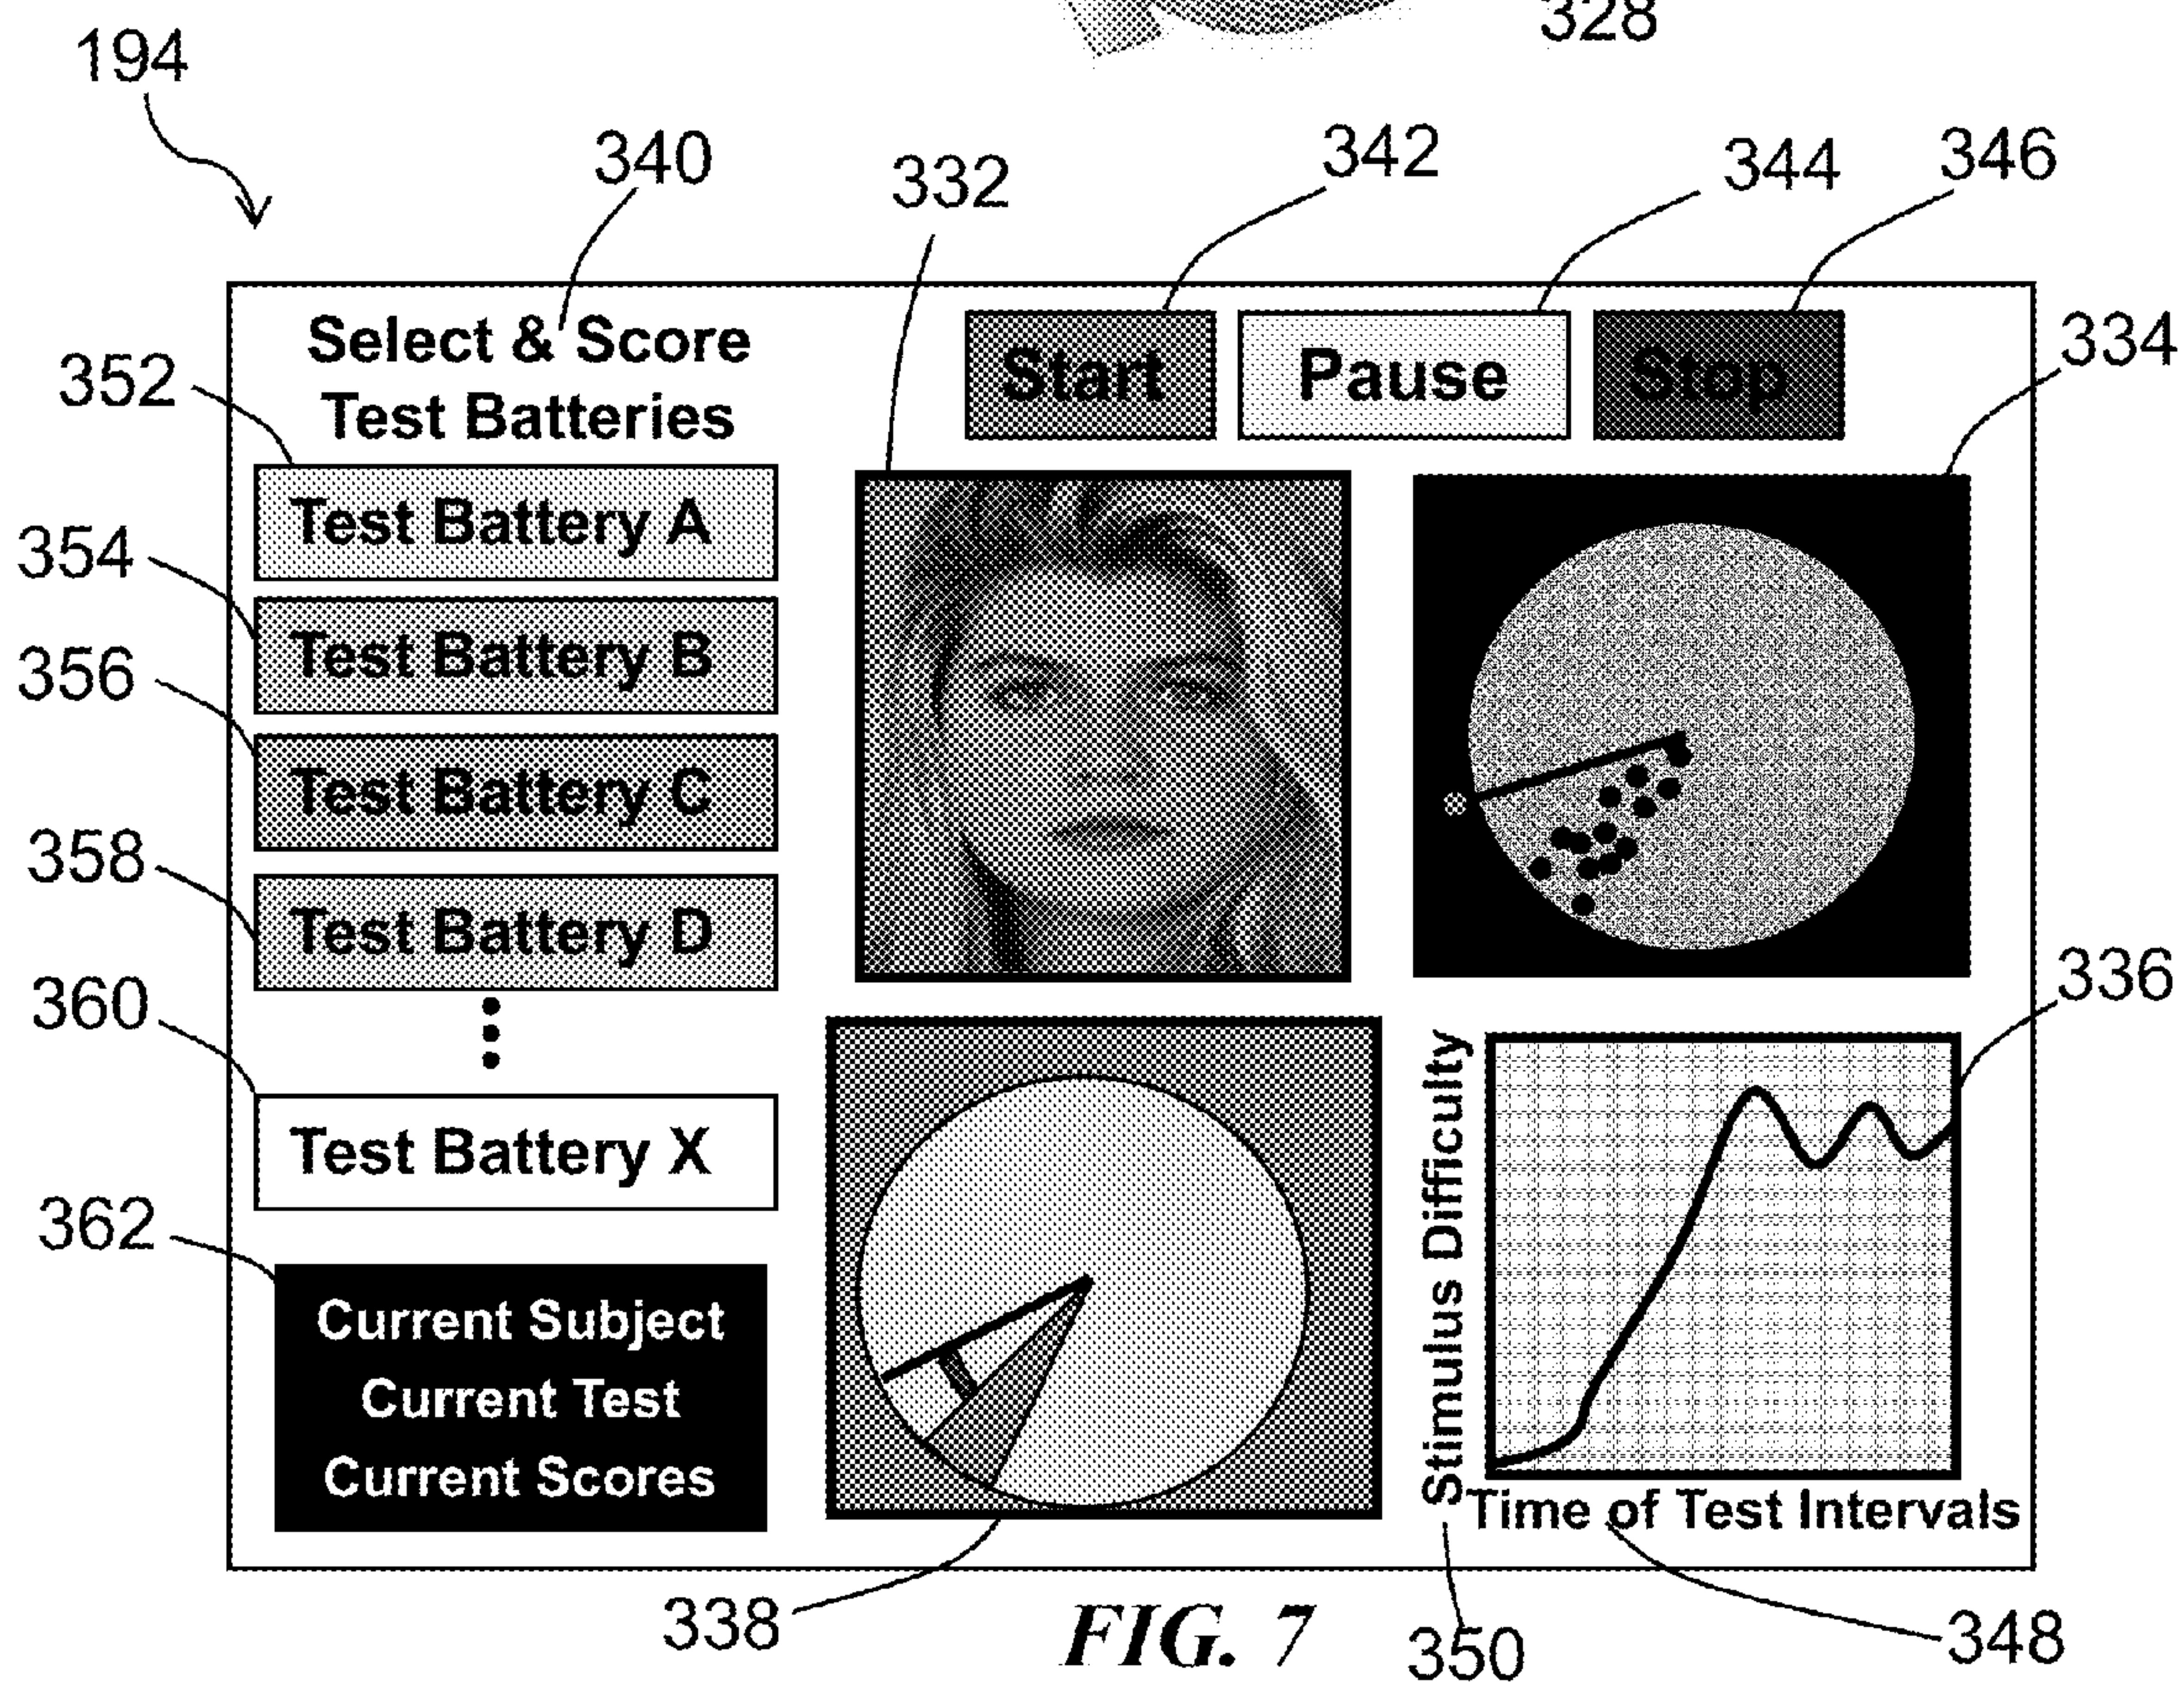 328
194
340
332
342
344
346
334
Select & Score
Test Batteries
Start
Pause
Stop
352
Test Battery A
354
Test Battery B
356
Test Battery C
358
Test Battery D
360
Test Battery X
362
Current Subject
Current Test
Current Scores
336
Stimulus Difficulty
Time of Test Intervals
338
FIG. 7
350
348